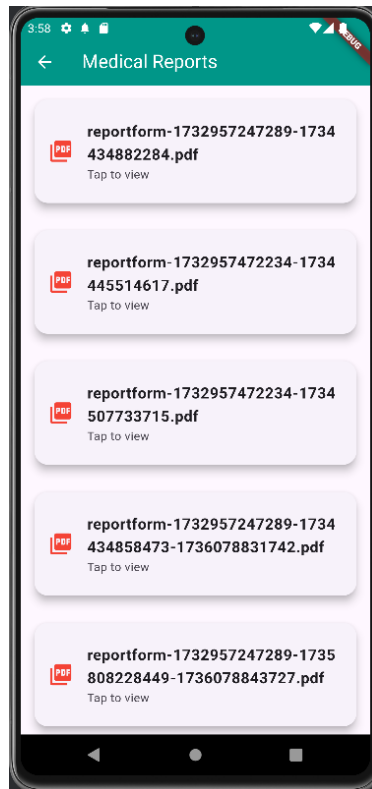 3:58
DEBUG
Medical Reports
PDF
reportform-1732957247289-1734
434882284.pdf
Tap to view
PDF
reportform-1732957472234-1734
445514617.pdf
Tap to view
PDF
reportform-1732957472234-1734
507733715.pdf
Tap to view
PDF
reportform-1732957247289-1734
434858473-1736078831742.pdf
Tap to view
PDF
reportform-1732957247289-1735
808228449-1736078843727.pdf
Tap to view